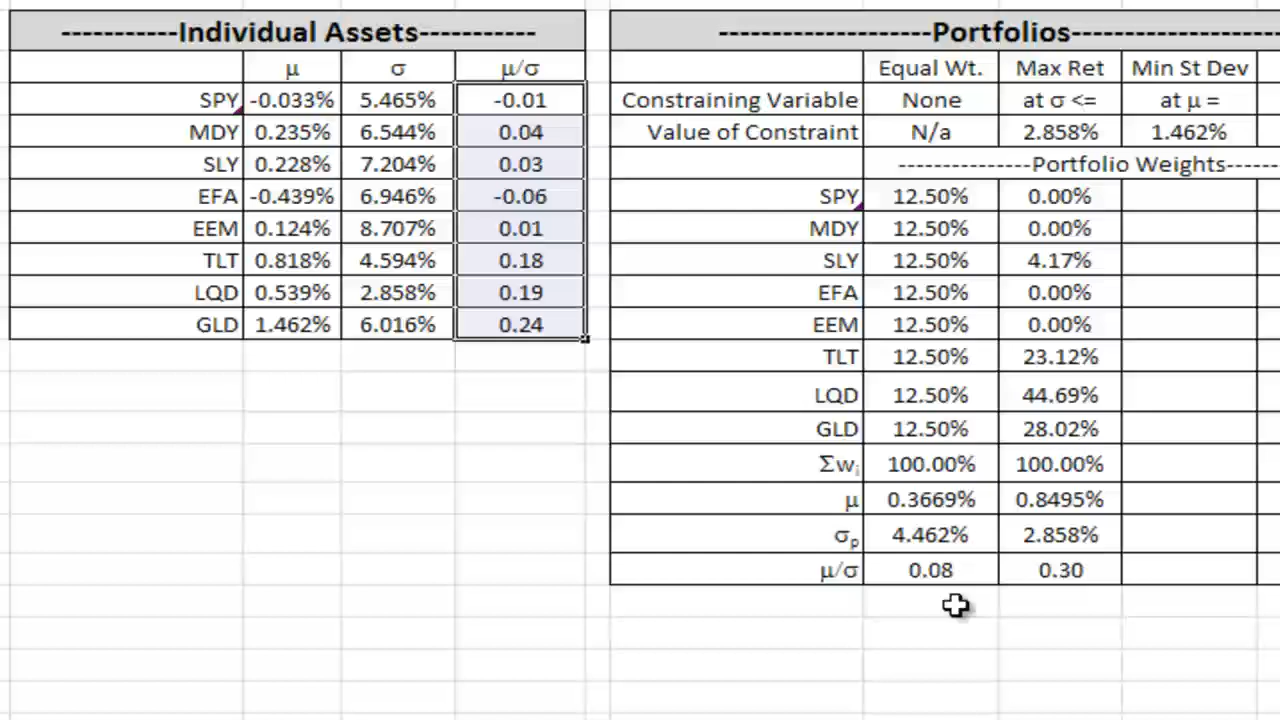 -----------Individual Assets-----------
μ σ μ/σ
SPY -0.033% 5.465% -0.01
MDY 0.235% 6.544% 0.04
SLY 0.228% 7.204% 0.03
EFA -0.439% 6.946% -0.06
EEM 0.124% 8.707% 0.01
TLT 0.818% 4.594% 0.18
LQD 0.539% 2.858% 0.19
GLD 1.462% 6.016% 0.24
--------------------Portfolios--------------------
Equal Wt. Max Ret Min St Dev
Constraining Variable None at σ <= at μ =
Value of Constraint N/a 2.858% 1.462%
---------------Portfolio Weights------
SPY 12.50% 0.00%
MDY 12.50% 0.00%
SLY 12.50% 4.17%
EFA 12.50% 0.00%
EEM 12.50% 0.00%
TLT 12.50% 23.12%
LQD 12.50% 44.69%
GLD 12.50% 28.02%
Σwi 100.00% 100.00%
μ 0.3669% 0.8495%
σp 4.462% 2.858%
μ/σ 0.08 0.30